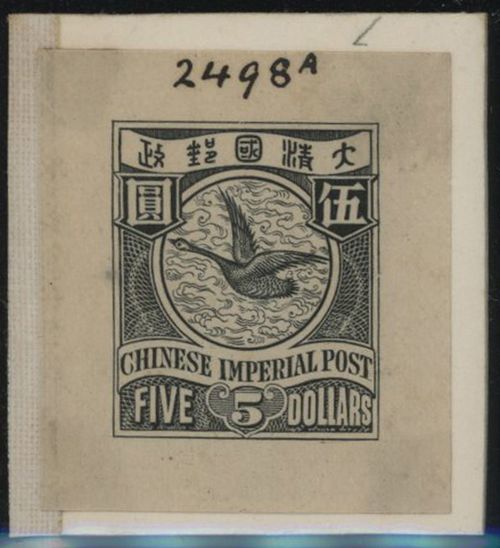 2498A
大清國郵政
伍圓
CHINESE IMPERIAL POST
FIVE 5 DOLLARS